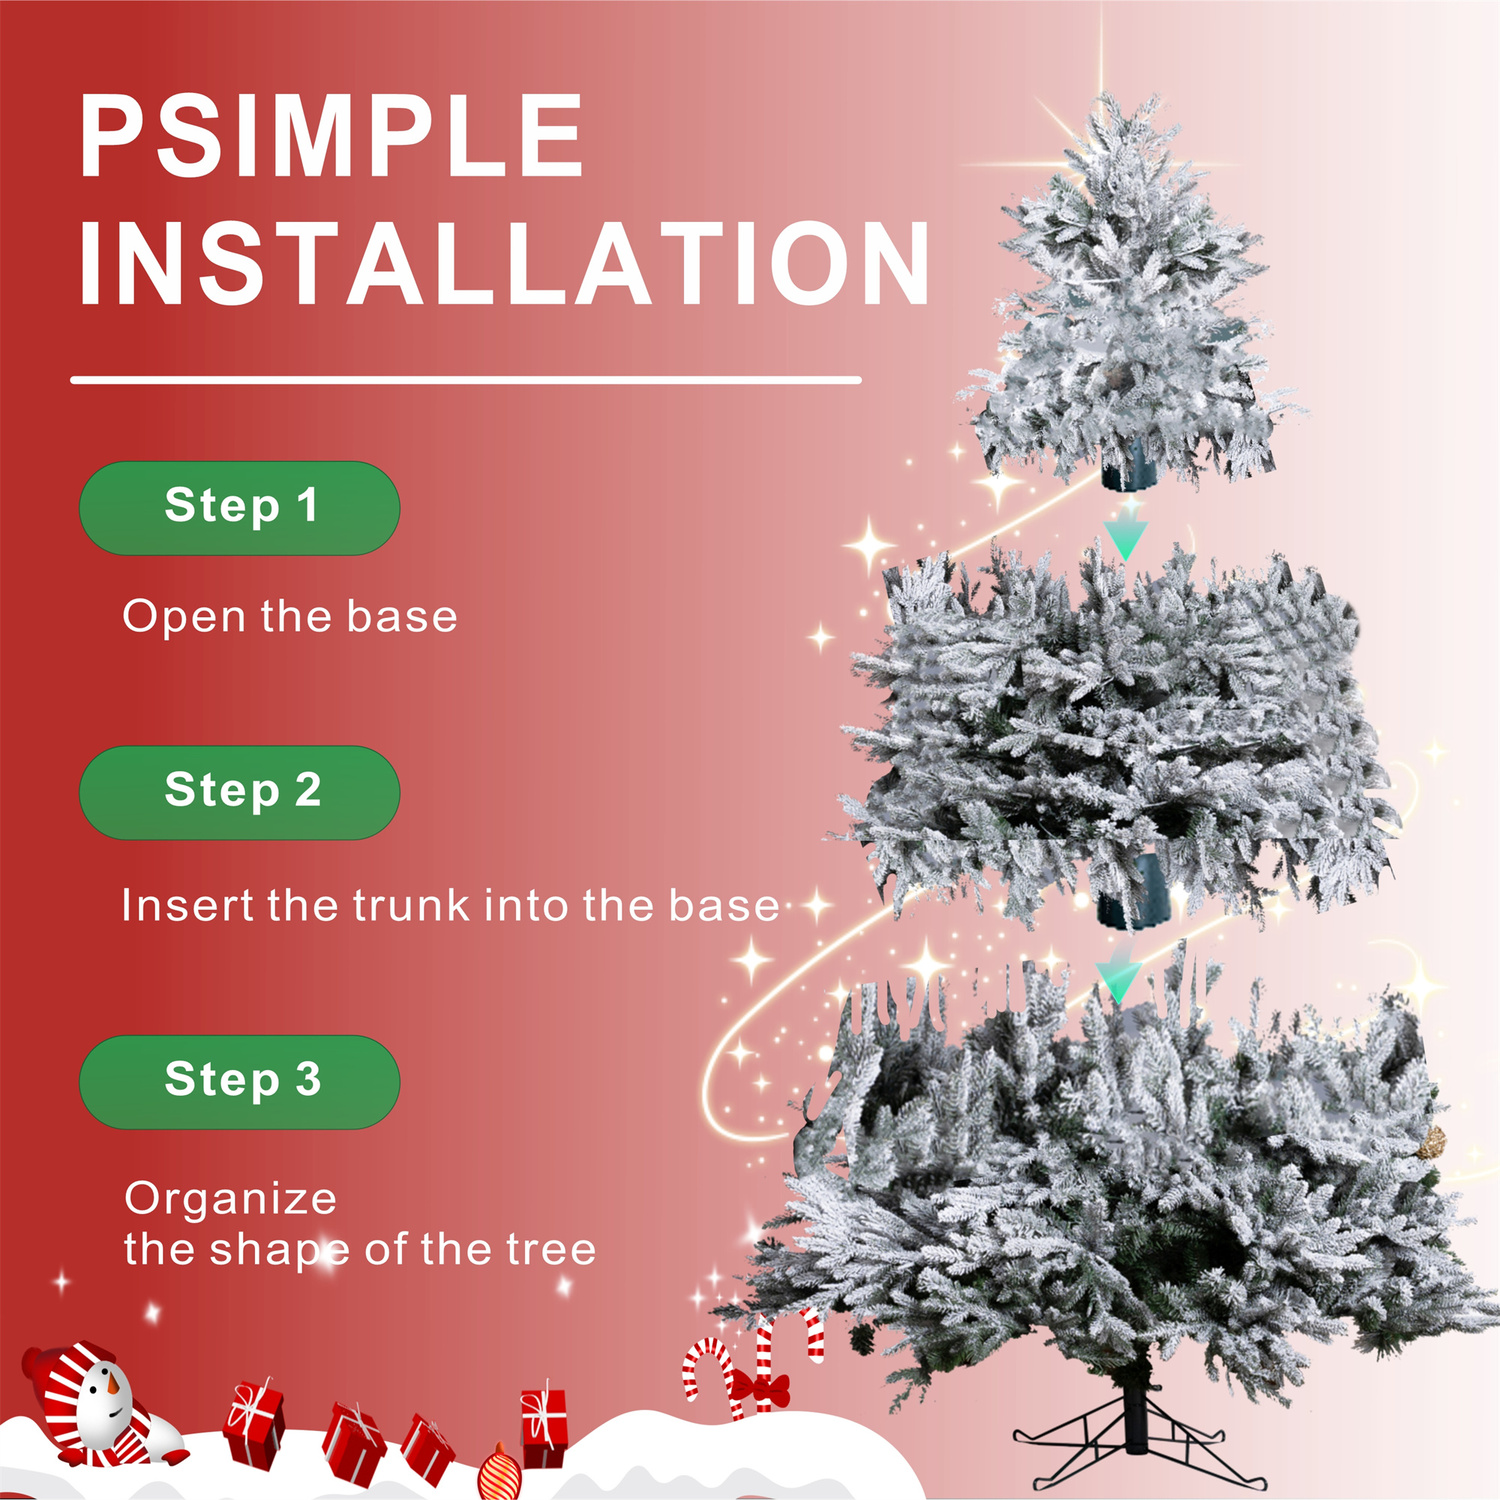 PSIMPLE
INSTALLATION
Step 1
Open the base
Step 2
Insert the trunk into the base
Step 3
Organize
the shape of the tree